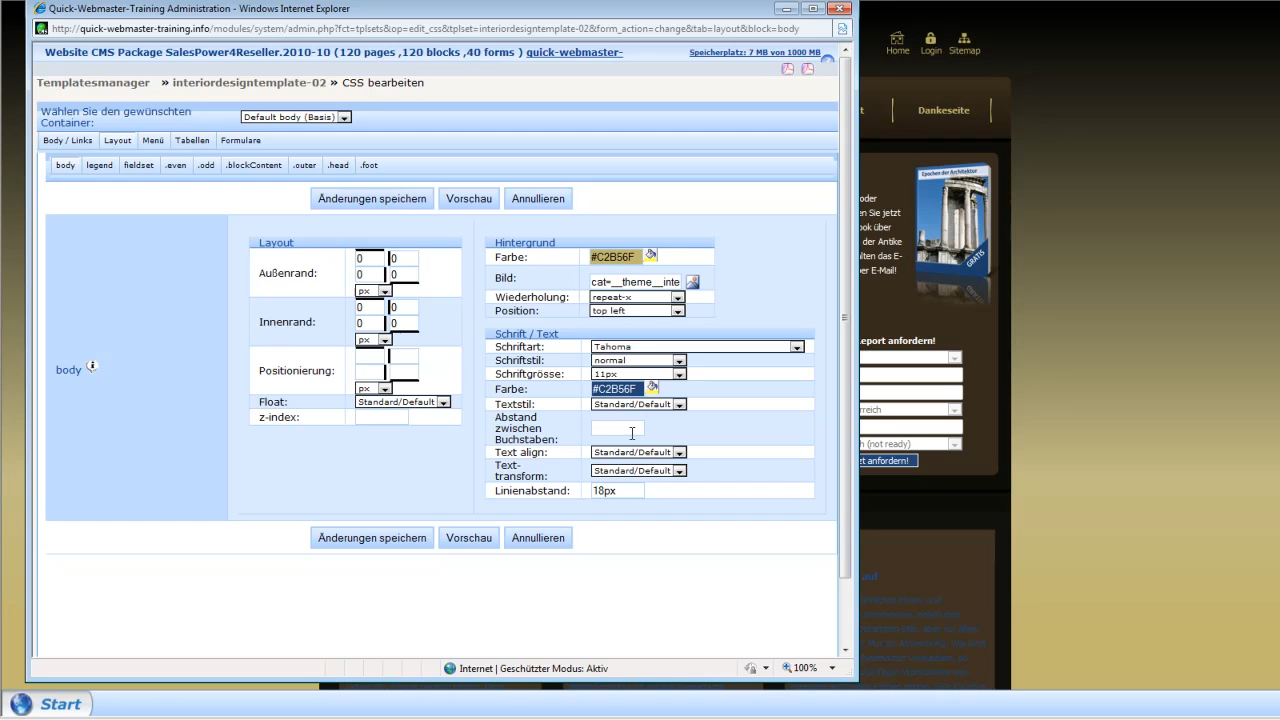 Quick-Webmaster-Training Administration - Windows Internet Explorer
http://quick-webmaster-training.info/modules/system/admin.php?fct=tplsets&op=edit_css&tplset=interiordesigntemplate-02&form_action=change&tab=layout&block=body
Website CMS Package SalesPower4Reseller.2010-10 (120 pages ,120 blocks ,40 forms ) quick-webmaster-
Speicherplatz: 7 MB von 1000 MB
Templatesmanager » interiordesigntemplate-02 » CSS bearbeiten
Wählen Sie den gewünschten
Container:
Default body (Basis)
Body / Links Layout Menü Tabellen Formulare
body legend fieldset .even .odd .blockContent .outer .head .foot
Änderungen speichern Vorschau Annullieren
body
Layout
Außenrand:
0 0
0 0
px
Innenrand:
0 0
0 0
px
Positionierung:
px
Float: Standard/Default
z-index:
Hintergrund
Farbe: #C2B56F
Bild: cat=__theme__inte
Wiederholung: repeat-x
Position: top left
Schrift / Text
Schriftart: Tahoma
Schriftstil: normal
Schriftgrösse: 11px
Farbe: #C2B56F
Textstil: Standard/Default
Abstand
zwischen
Buchstaben:
Text align: Standard/Default
Text-
transform: Standard/Default
Linienabstand: 18px
Änderungen speichern Vorschau Annullieren
Internet | Geschützter Modus: Aktiv
100%
Home Login Sitemap
Dankeseite
oder
en Sie jetzt
ook über
der Antike
lten das E-
er E-Mail!
Epochen der Architektur
GRATIS
eport anfordern!
rreich
h (not ready)
zt anfordern!
auf
Start